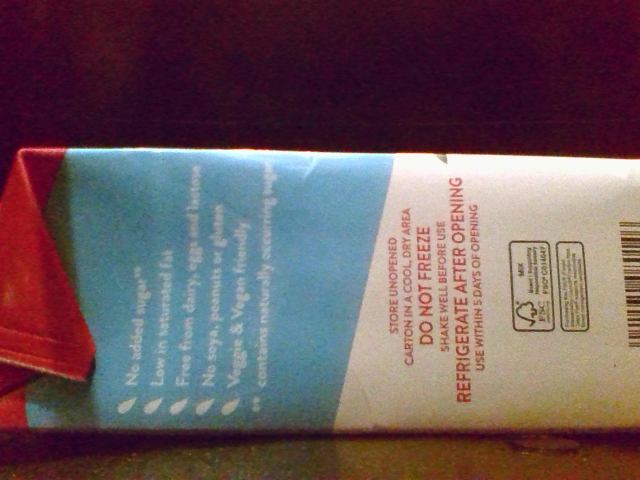 No added sugar**
Low in saturated fat
Free from dairy, eggs and lactose
No soya, peanuts or gluten
Veggie & Vegan friendly
** contains naturally occurring sugar
STORE UNOPENED
CARTON IN A COOL, DRY AREA
DO NOT FREEZE
SHAKE WELL BEFORE USE
REFRIGERATE AFTER OPENING
USE WITHIN 5 DAYS OF OPENING
MIX
FSC